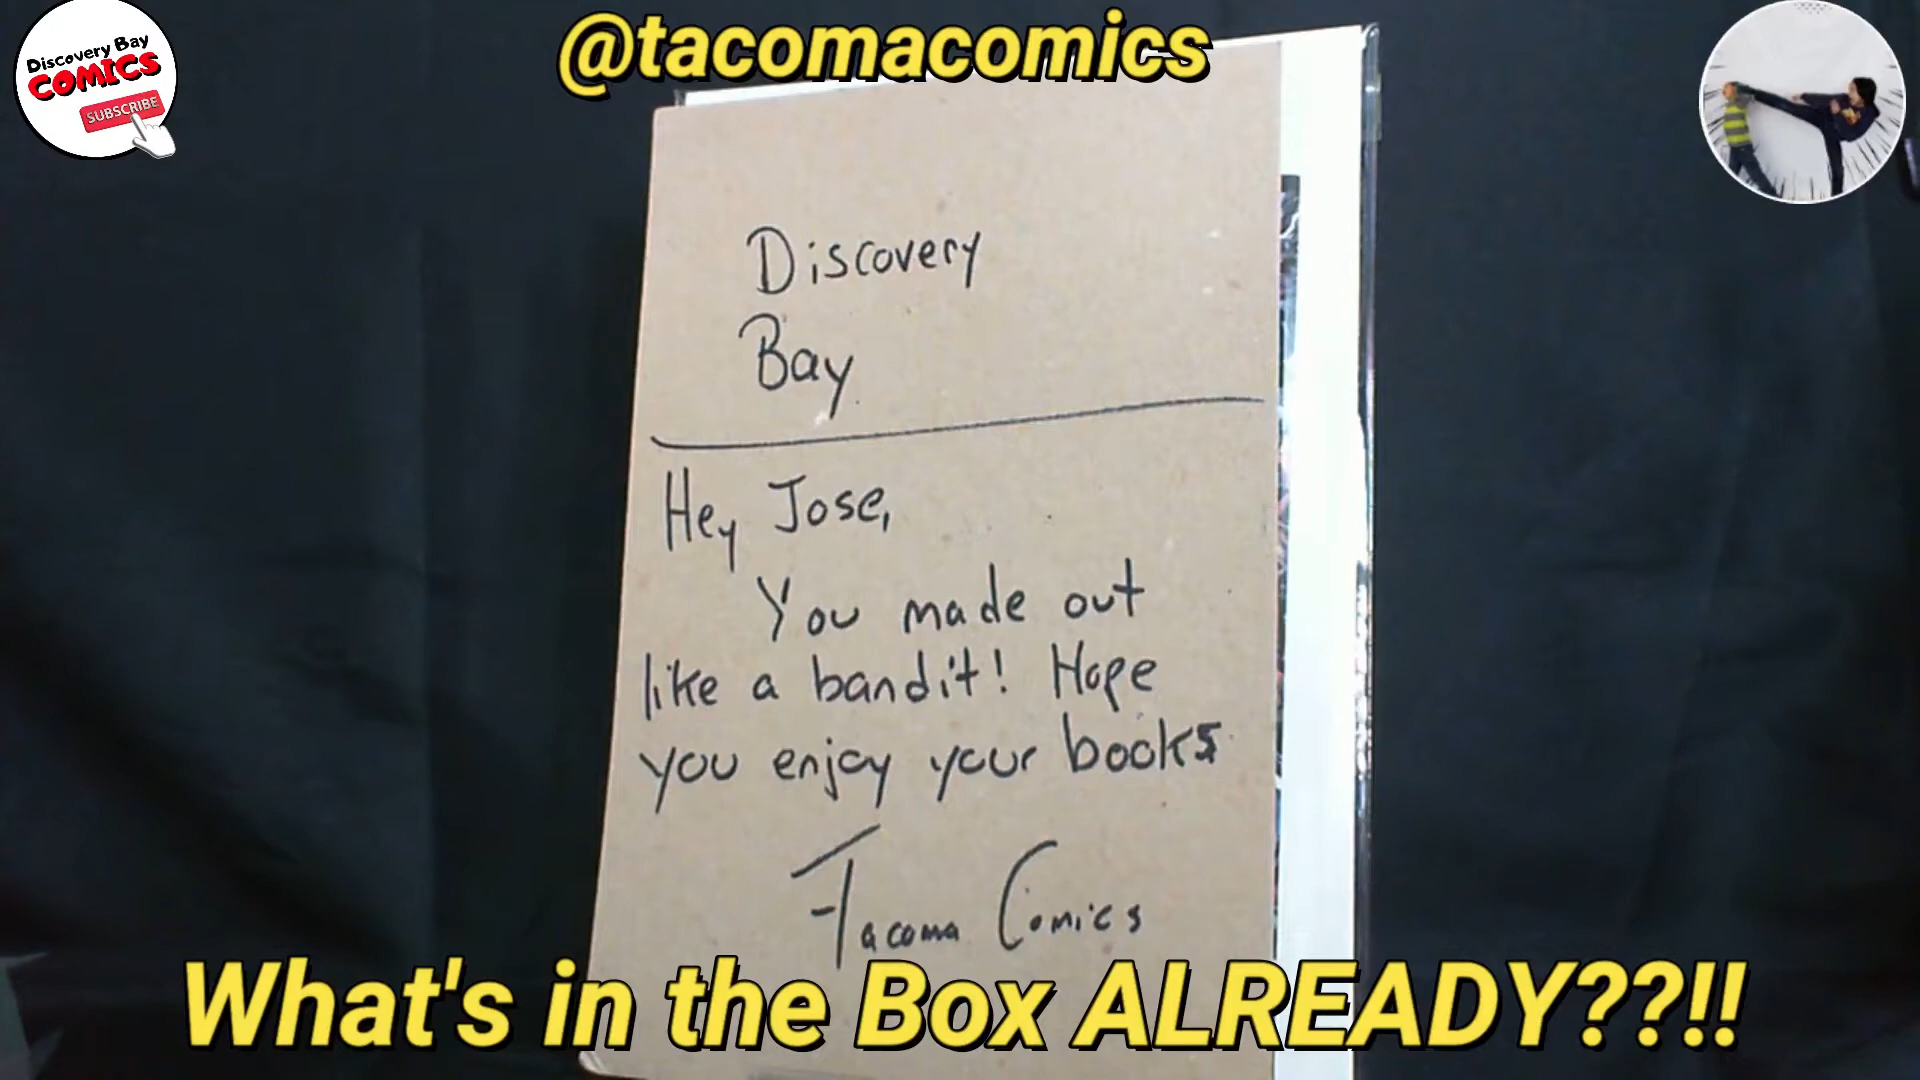 @tacomacomics
Discovery Bay
COMICS
SUBSCRIBE
Discovery
Bay
Hey Jose,
You made out
like a bandit! Hope
you enjoy your books
Tacoma Comics
What's in the Box ALREADY??!!